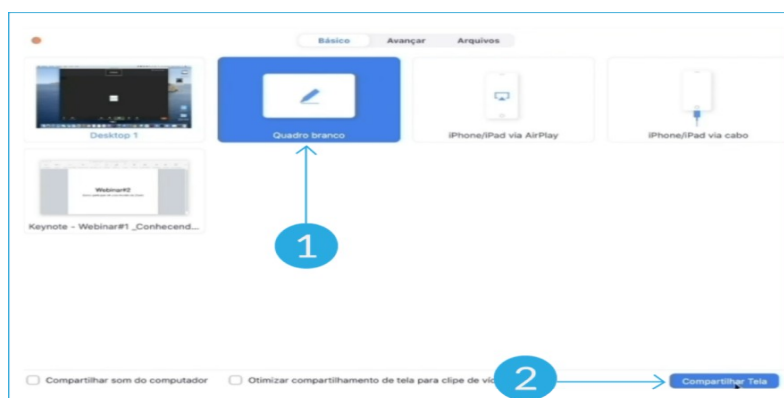 Básico Avançar Arquivos
Desktop 1
Quadro branco
iPhone/iPad via AirPlay
iPhone/iPad via cabo
Webinar#2
Keynote - Webinar#1 _Conhecend...
1
Compartilhar som do computador
Otimizar compartilhamento de tela para clipe de víd
2
Compartilhar Tela